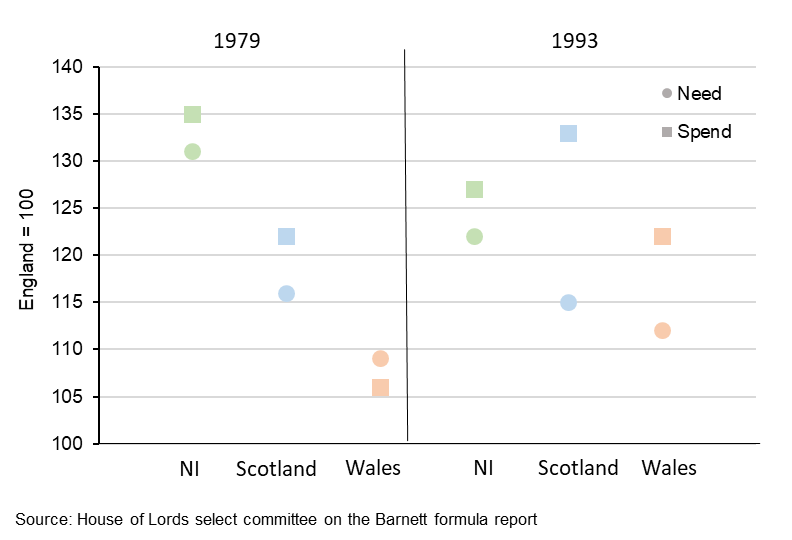 1979 1993
140
135
130
125
120
115
110
105
100
England = 100
Need
Spend
NI Scotland Wales NI Scotland Wales
Source: House of Lords select committee on the Barnett formula report